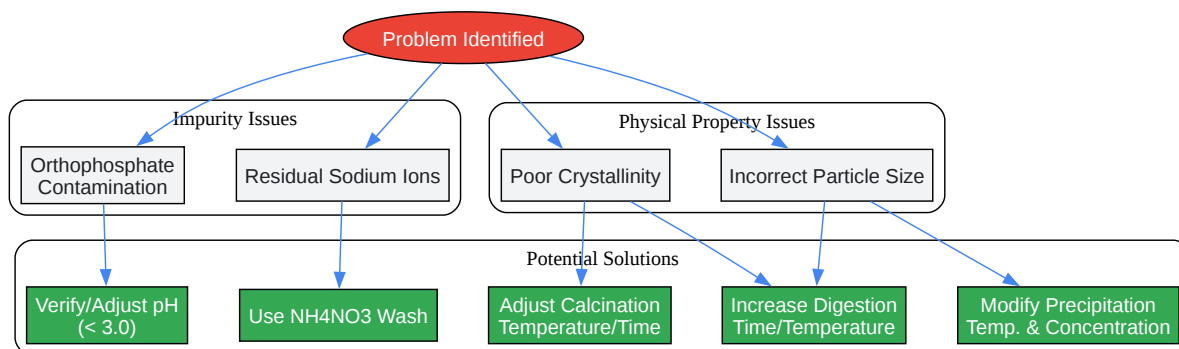 Problem Identified
Impurity Issues
Physical Property Issues
Orthophosphate
Contamination
Residual Sodium Ions
Poor Crystallinity
Incorrect Particle Size
Potential Solutions
Verify/Adjust pH
(< 3.0)
Use NH4NO3 Wash
Adjust Calcination
Temperature/Time
Increase Digestion
Time/Temperature
Modify Precipitation
Temp. & Concentration